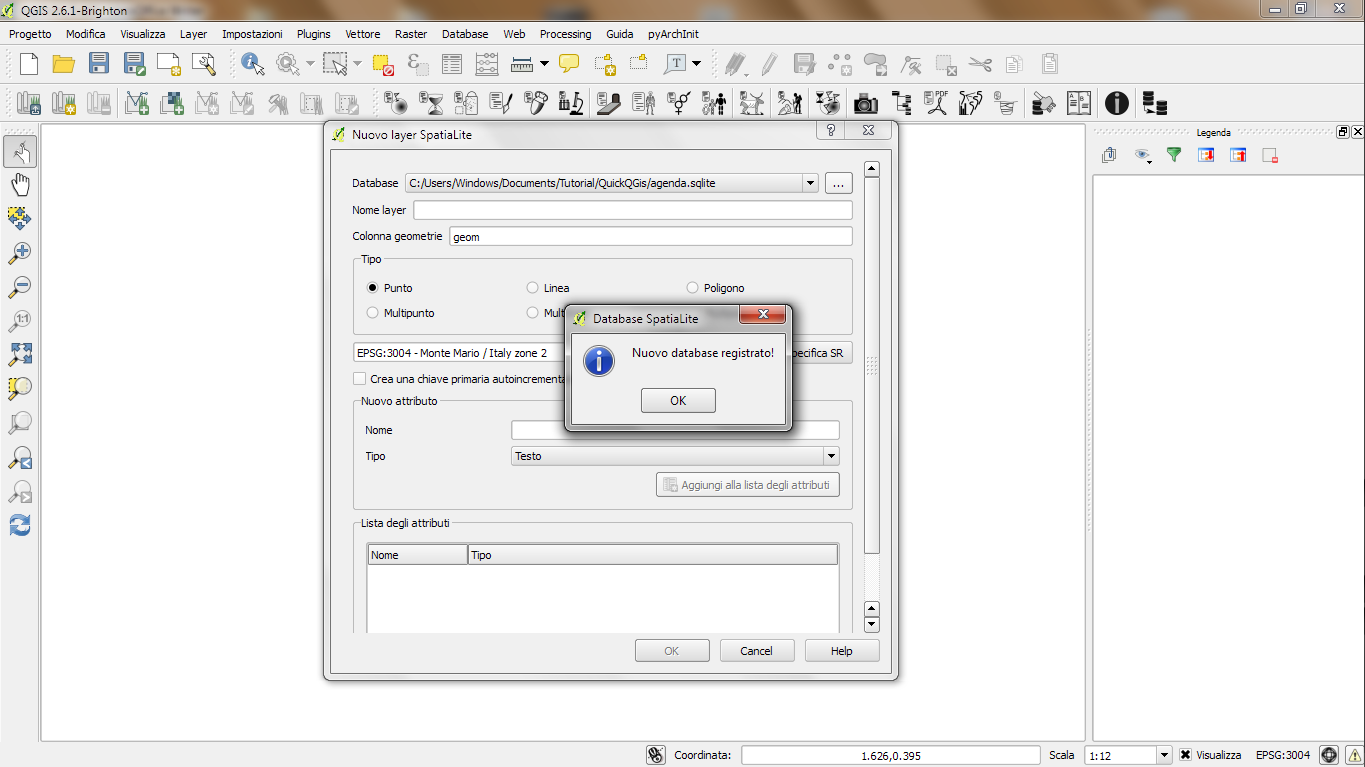 QGIS 2.6.1-Brighton
Progetto Modifica Visualizza Layer Impostazioni Plugins Vettore Raster Database Web Processing Guida pyArchInit
Nuovo layer SpatiaLite
Legenda
Database C:/Users/Windows/Documents/Tutorial/QuickQGis/agenda.sqlite ...
Nome layer
Colonna geometrie geom
Tipo
Punto Linea Poligono
Multipunto
Database SpatiaLite
Nuovo database registrato!
OK
EPSG:3004 - Monte Mario / Italy zone 2
Crea una chiave primaria autoincrementa
Nuovo attributo
Nome
Tipo Testo
Aggiungi alla lista degli attributi
Lista degli attributi
Nome Tipo
OK Cancel Help
Coordinata: 1.626,0.395 Scala 1:12 Visualizza EPSG:3004